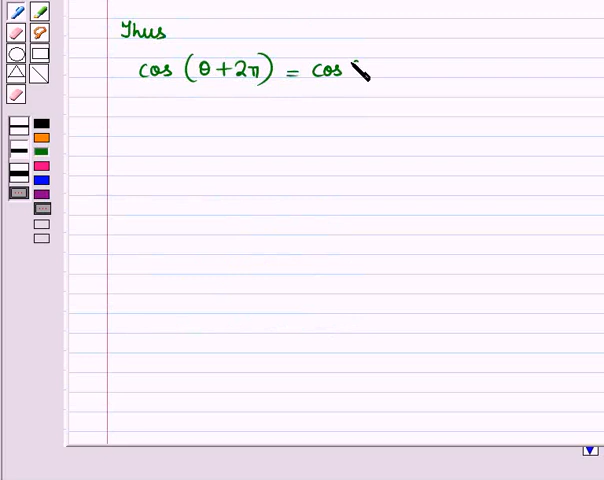 Thus
cos (θ+2π) = cos